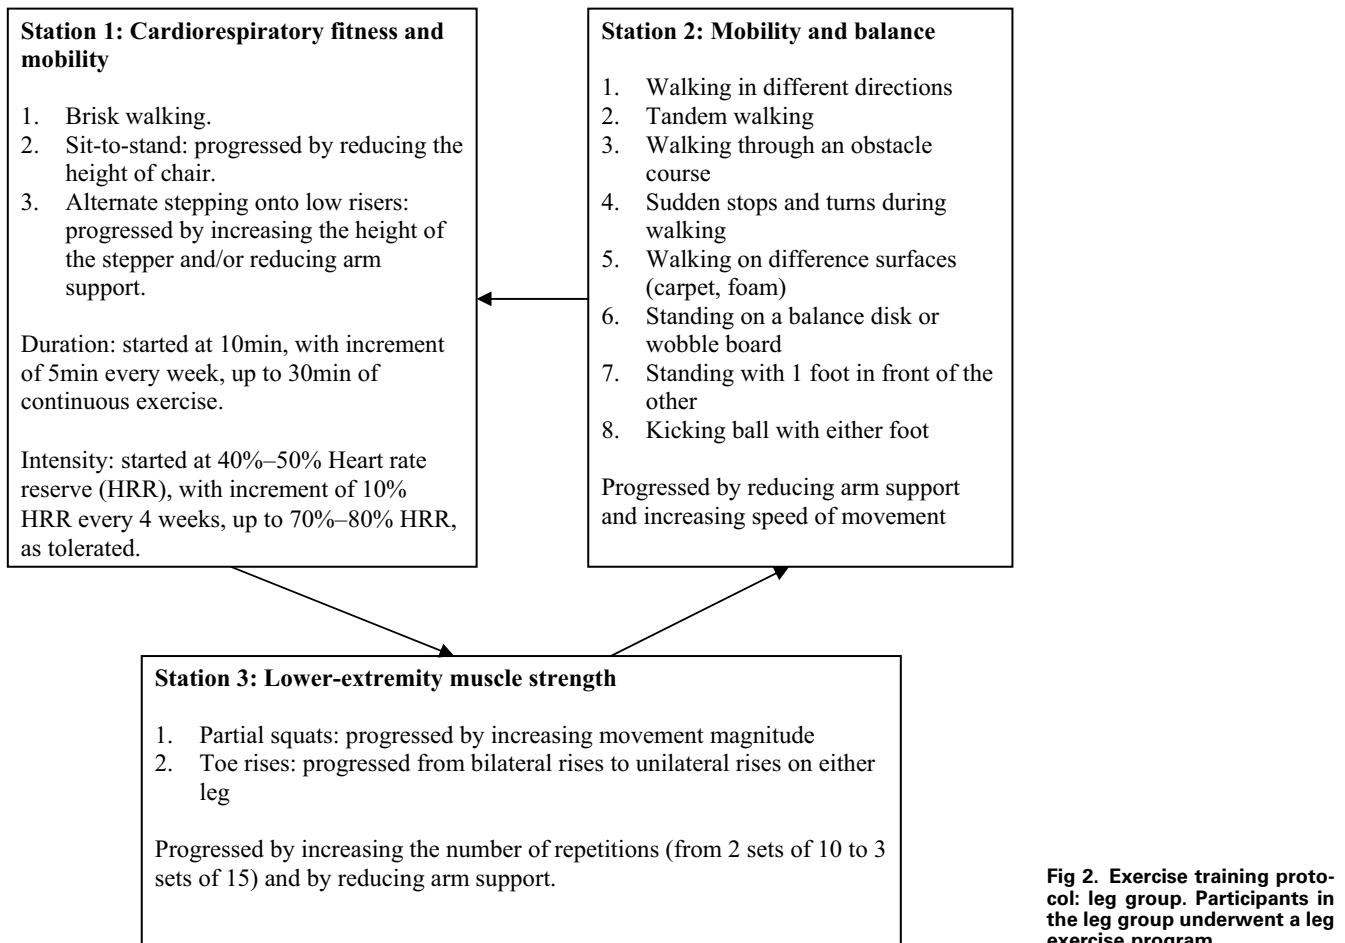 Station 1: Cardiorespiratory fitness and
mobility
1. Brisk walking.
2. Sit-to-stand: progressed by reducing the
height of chair.
3. Alternate stepping onto low risers:
progressed by increasing the height of
the stepper and/or reducing arm
support.
Duration: started at 10min, with increment
of 5min every week, up to 30min of
continuous exercise.
Intensity: started at 40%–50% Heart rate
reserve (HRR), with increment of 10%
HRR every 4 weeks, up to 70%–80% HRR,
as tolerated.
Station 2: Mobility and balance
1. Walking in different directions
2. Tandem walking
3. Walking through an obstacle
course
4. Sudden stops and turns during
walking
5. Walking on difference surfaces
(carpet, foam)
6. Standing on a balance disk or
wobble board
7. Standing with 1 foot in front of the
other
8. Kicking ball with either foot
Progressed by reducing arm support
and increasing speed of movement
Station 3: Lower-extremity muscle strength
1. Partial squats: progressed by increasing movement magnitude
2. Toe rises: progressed from bilateral rises to unilateral rises on either
leg
Progressed by increasing the number of repetitions (from 2 sets of 10 to 3
sets of 15) and by reducing arm support.
Fig 2. Exercise training proto-
col: leg group. Participants in
the leg group underwent a leg
exercise program